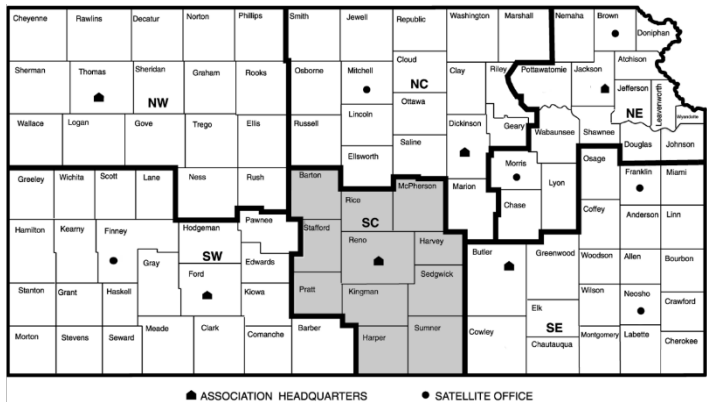 Cheyenne Rawlins Decatur Norton Phillips Smith Jewell Republic Washington Marshall Nemaha Brown Doniphan
Sherman Thomas Sheridan Graham Rooks Osborne Mitchell Cloud Clay Riley Pottawatomie Jackson Atchison
NW NC Jefferson Leavenworth Wyandotte
NE
Ottawa
Wallace Logan Gove Trego Ellis Russell Lincoln Dickinson Geary Wabaunsee Shawnee
Saline Douglas Johnson
Ellsworth Morris
Greeley Wichita Scott Lane Ness Rush Barton Rice McPherson Marion Chase Lyon Osage Franklin Miami
SC
Hamilton Kearny Finney Hodgeman Pawnee Stafford Coffey Anderson Linn
SW Reno Harvey Butler Greenwood
Gray Ford Edwards Sedgwick Woodson Allen Bourbon
Stanton Grant Haskell Kiowa Pratt Kingman Wilson Neosho Crawford
Elk
SE
Morton Stevens Seward Meade Clark Comanche Barber Harper Sumner Cowley Chautauqua Montgomery Labette Cherokee
ASSOCIATION HEADQUARTERS SATELLITE OFFICE